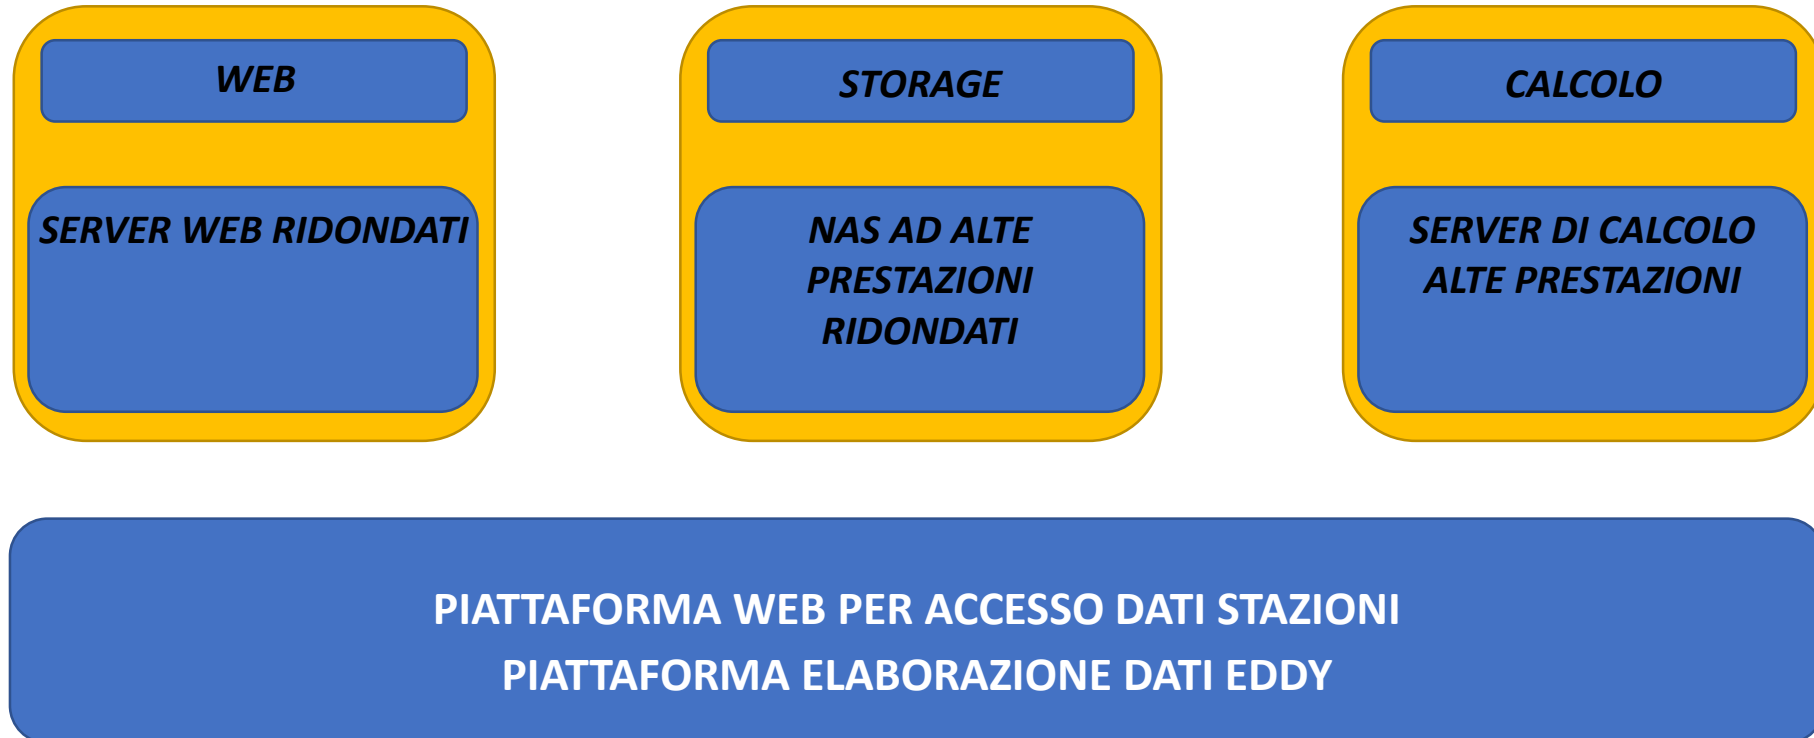 WEB
STORAGE
CALCOLO
SERVER WEB RIDONDATI
NAS AD ALTE
PRESTAZIONI
RIDONDATI
SERVER DI CALCOLO
ALTE PRESTAZIONI
PIATTAFORMA WEB PER ACCESSO DATI STAZIONI
PIATTAFORMA ELABORAZIONE DATI EDDY